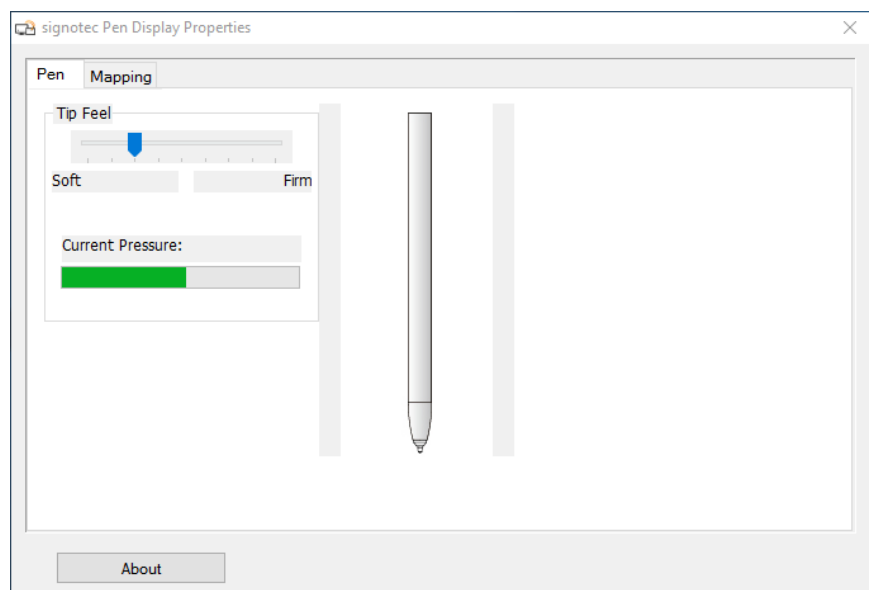 signotec Pen Display Properties
Pen
Mapping
Tip Feel
Soft
Firm
Current Pressure:
About